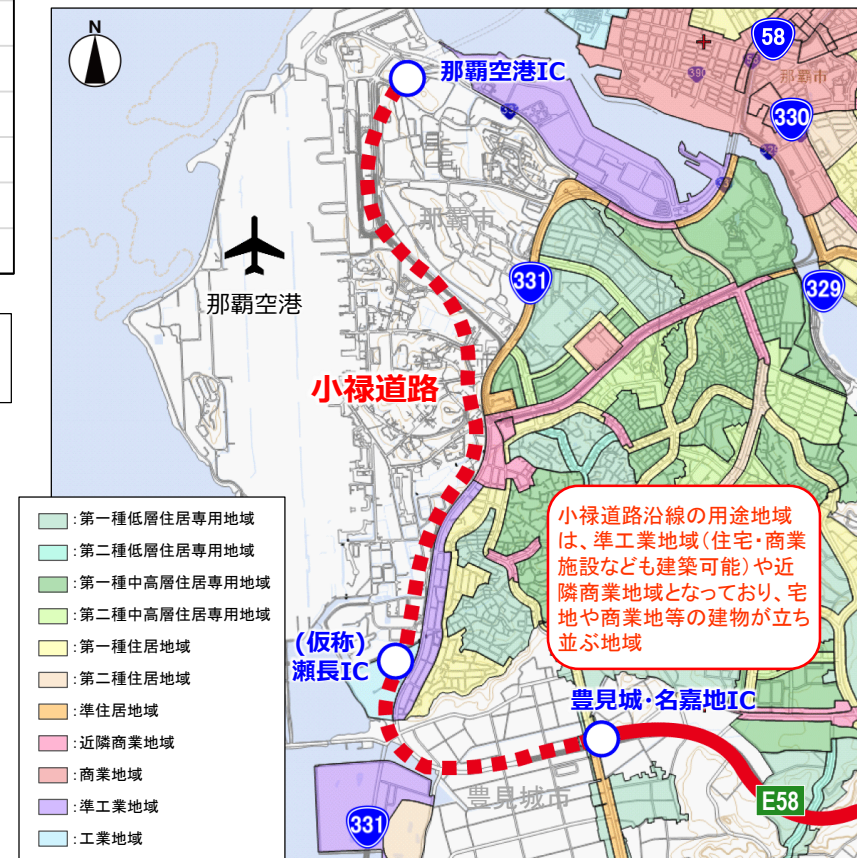 N
那覇空港IC
58
那覇市
330
那覇市
331
329
那覇空港
小禄道路
:第一種低層住居専用地域
:第二種低層住居専用地域
:第一種中高層住居専用地域
:第二種中高層住居専用地域
:第一種住居地域
:第二種住居地域
:準住居地域
:近隣商業地域
:商業地域
:準工業地域
:工業地域
小禄道路沿線の用途地域
は、準工業地域(住宅・商業
施設なども建築可能)や近
隣商業地域となっており、宅
地や商業地等の建物が立ち
並ぶ地域
(仮称)
瀬長IC
豊見城・名嘉地IC
豊見城市
E58
331